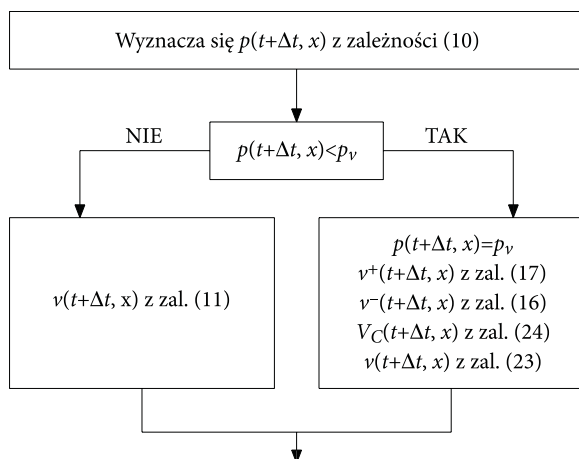 Wyznacza się p(t+Δt, x) z zależności (10)
NIE
TAK
p(t+Δt, x)<pᵥ
v(t+Δt, x) z zal. (11)
p(t+Δt, x)=pᵥ
v⁺(t+Δt, x) z zal. (17)
v⁻(t+Δt, x) z zal. (16)
V_C(t+Δt, x) z zal. (24)
v(t+Δt, x) z zal. (23)